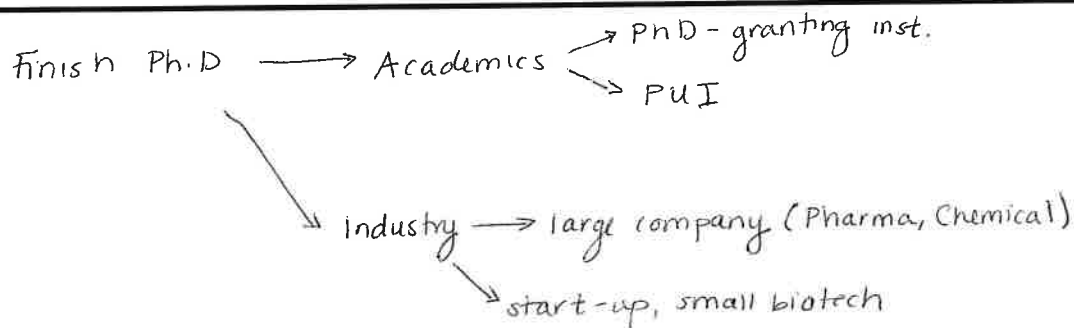 PhD - granting inst.
Finish Ph.D → Academics
PUI
industry → large company (Pharma, Chemical)
start-up, small biotech